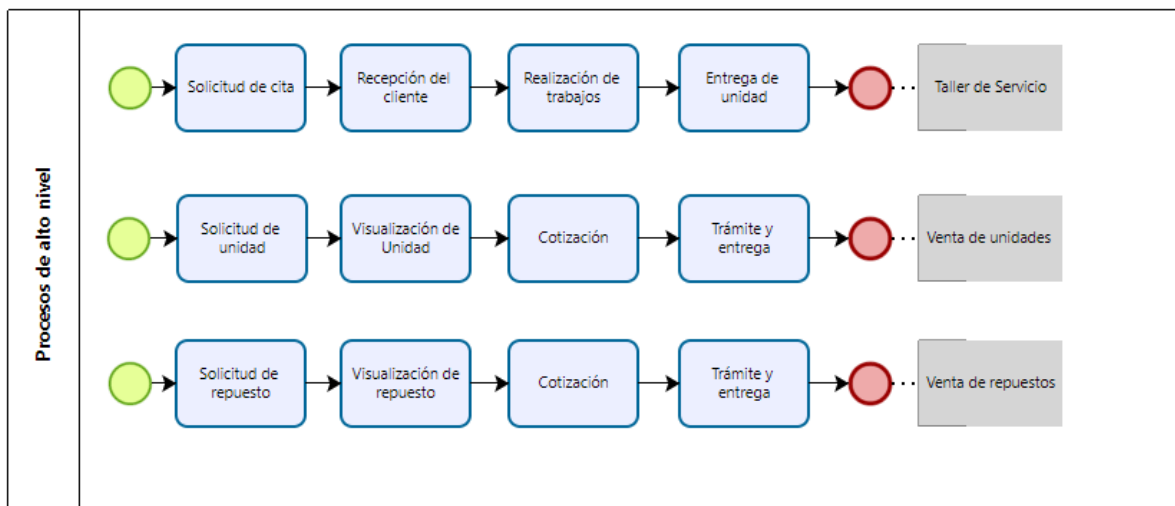 Procesos de alto nivel
Solicitud de cita
Recepción del
cliente
Realización de
trabajos
Entrega de
unidad
Taller de Servicio
Solicitud de
unidad
Visualización de
Unidad
Cotización
Trámite y
entrega
Venta de unidades
Solicitud de
repuesto
Visualización de
repuesto
Cotización
Trámite y
entrega
Venta de repuestos